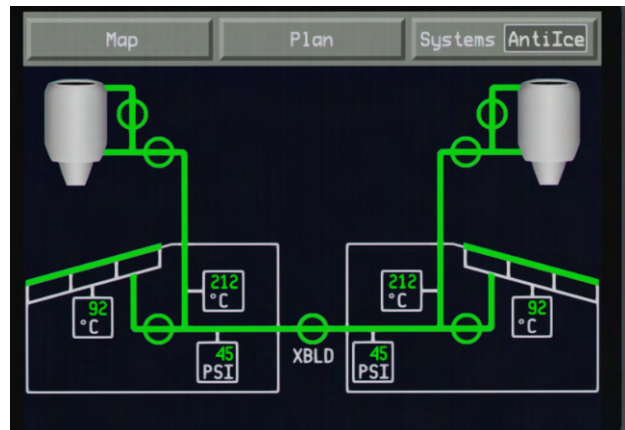 Map
Plan
Systems AntiIce
212
°C
212
°C
92
°C
92
°C
45
PSI
XBLD
45
PSI